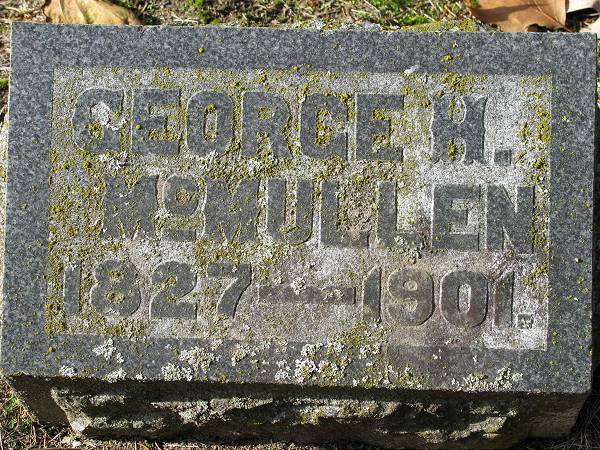 GEORGE H.
McMULLEN
1827-1901.